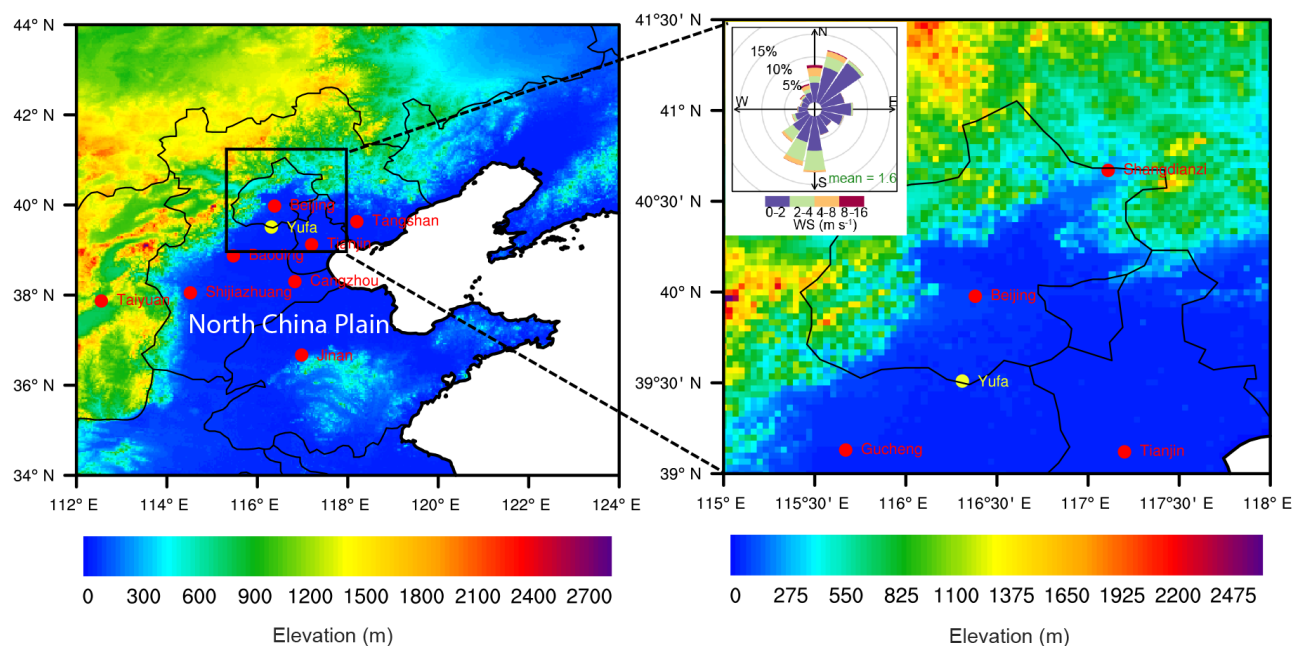 44° N
42° N
40° N
38° N
36° N
34° N
112° E
114° E
116° E
118° E
120° E
122° E
124° E
Beijing
Yufa
Tangshan
Tianjin
Baoding
Cangzhou
Taiyuan
Shijiazhuang
North China Plain
Jinan
0
300
600
900
1200
1500
1800
2100
2400
2700
Elevation (m)
41°30' N
41° N
40°30' N
40° N
39°30' N
39° N
115° E
115°30' E
116° E
116°30' E
117° E
117°30' E
118° E
N
15%
10%
5%
W
E
S
mean = 1.6
0-2
2-4
4-8
8-16
WS (m s⁻¹)
Shangdianzi
Beijing
Yufa
Gucheng
Tianjin
0
275
550
825
1100
1375
1650
1925
2200
2475
Elevation (m)